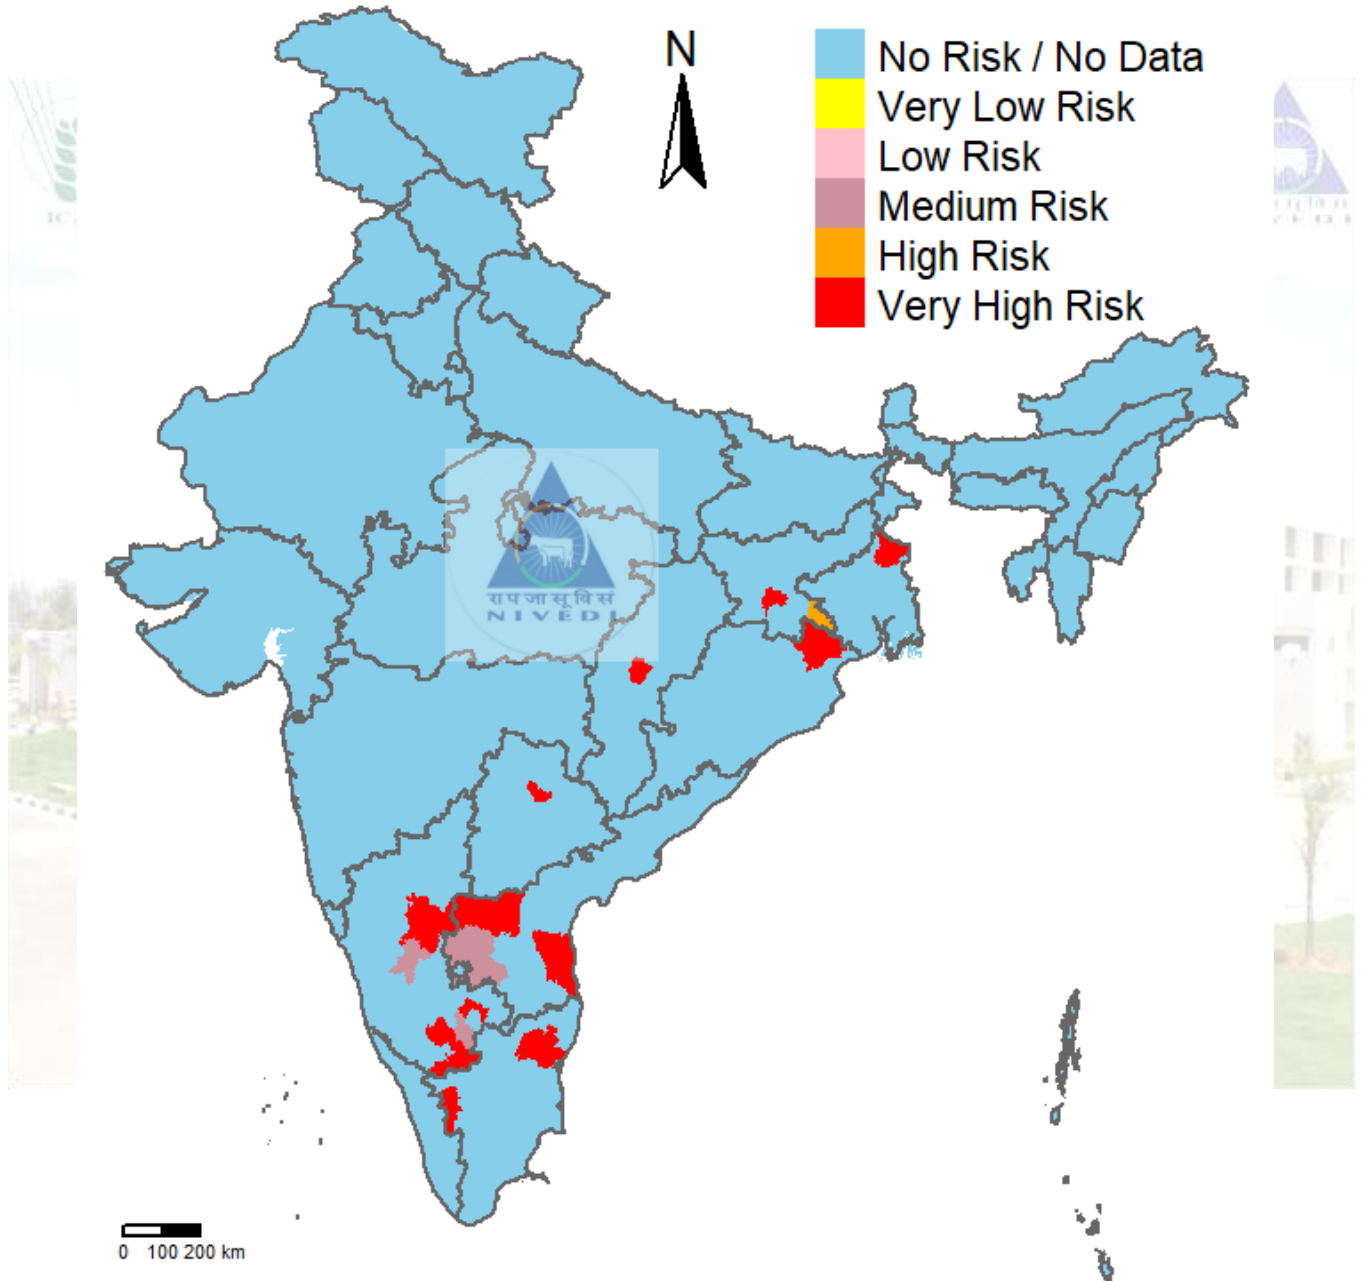 N
No Risk / No Data
Very Low Risk
Low Risk
Medium Risk
High Risk
Very High Risk
रा प जा सू वि सं
NIVEDI
NIVEDI
0 100 200 km